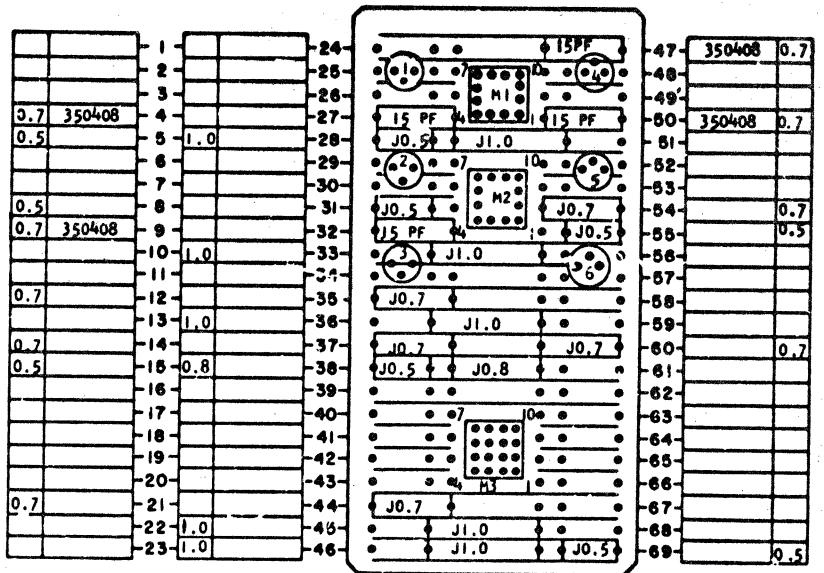 1 24 15PF 47 350408 0.7
2 25 1 7 10 4 48
3 26 M1 49
0.7 350408 4 27 15 PF 4 1 15 PF 50 350408 0.7
0.5 5 1.0 28 J0.5 J1.0 51
6 29 2 7 10 52
7 30 M2 5 53
0.5 8 31 J0.5 J0.7 54 0.7
0.7 350408 9 32 15 PF 4 1 J0.5 55 0.5
10 1.0 33 3 J1.0 56
11 34 6 57
0.7 12 35 J0.7 58
13 1.0 36 J1.0 59
0.7 14 37 J0.7 J0.7 60 0.7
0.5 15 0.8 38 J0.5 J0.8 61
16 39 62
17 40 7 10 63
18 41 64
19 42 65
20 43 4 M3 1 66
0.7 21 44 J0.7 67
22 1.0 45 J1.0 68
23 1.0 46 J1.0 J0.5 69 0.5